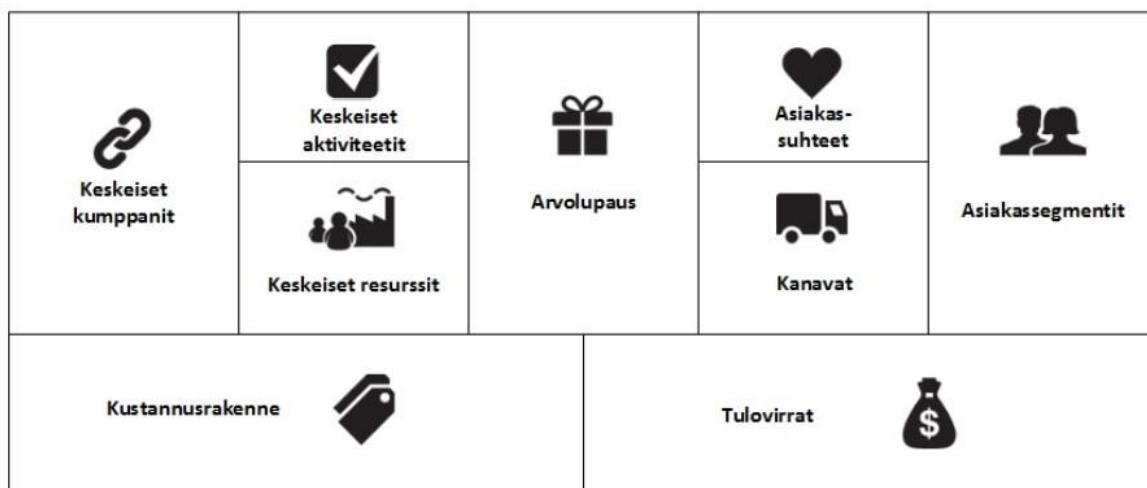 Keskeiset
kumppanit
Keskeiset
aktiviteetit
Keskeiset resurssit
Arvolupaus
Asiakas-
suhteet
Kanavat
Asiakassegmentit
Kustannusrakenne
Tulovirrat
$